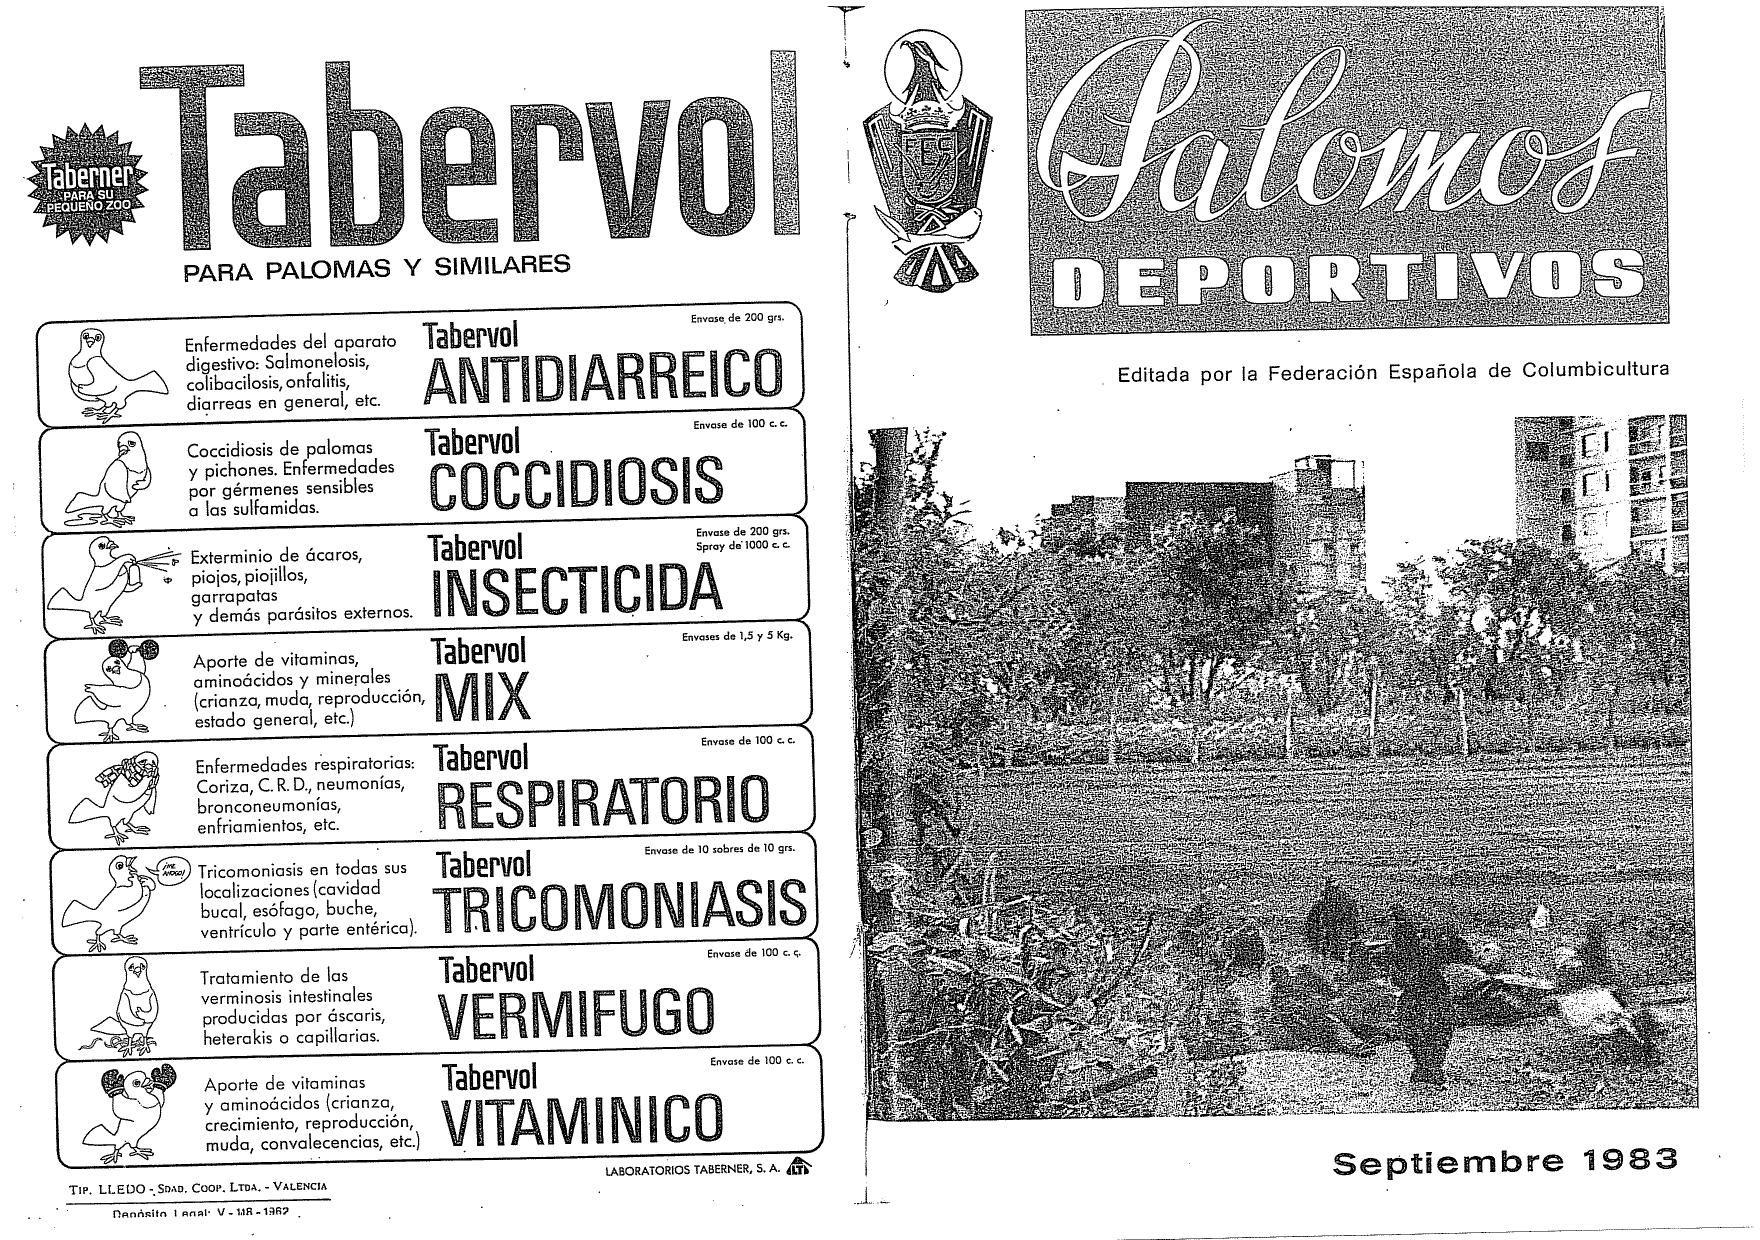 Tabervol
Taberner
PARA SU
PEQUEÑO ZOO
PARA PALOMAS Y SIMILARES
Enfermedades del aparato
digestivo: Salmonelosis,
colibacilosis, onfalitis,
diarreas en general, etc.
Tabervol
ANTIDIARREICO
Envase de 200 grs.
Coccidiosis de palomas
y pichones. Enfermedades
por gérmenes sensibles
a las sulfamidas.
Tabervol
COCCIDIOSIS
Envase de 100 c. c.
Exterminio de ácaros,
piojos, piojillos,
garrapatas
y demás parásitos externos.
Tabervol
INSECTICIDA
Envase de 200 grs.
Spray de 1000 c. c.
Aporte de vitaminas,
aminoácidos y minerales
(crianza, muda, reproducción,
estado general, etc.)
Tabervol
MIX
Envases de 1,5 y 5 Kg.
Enfermedades respiratorias:
Coriza, C. R. D., neumonías,
bronconeumonías,
enfriamientos, etc.
Tabervol
RESPIRATORIO
Envase de 100 c. c.
¡ME
AHOGO!
Tricomoniasis en todas sus
localizaciones (cavidad
bucal, esófago, buche,
ventrículo y parte entérica).
Tabervol
TRICOMONIASIS
Envase de 10 sobres de 10 grs.
Tratamiento de las
verminosis intestinales
producidas por áscaris,
heterakis o capillarias.
Tabervol
VERMIFUGO
Envase de 100 c. c.
Aporte de vitaminas
y aminoácidos (crianza,
crecimiento, reproducción,
muda, convalecencias, etc.)
Tabervol
VITAMINICO
Envase de 100 c. c.
LABORATORIOS TABERNER, S. A.
LT
TIP. LLEDO - SDAD. COOP. LTDA. - VALENCIA
Depósito Legal: V - 118 - 1962
FEC
Palomos
DEPORTIVOS
Editada por la Federación Española de Columbicultura
Septiembre 1983